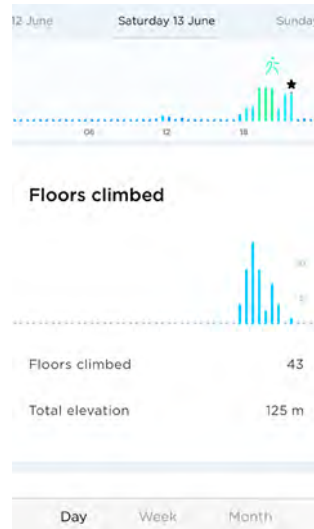 12 June Saturday 13 June Sunday
06 12 18
Floors climbed
Floors climbed 43
Total elevation 125 m
Day Week Month